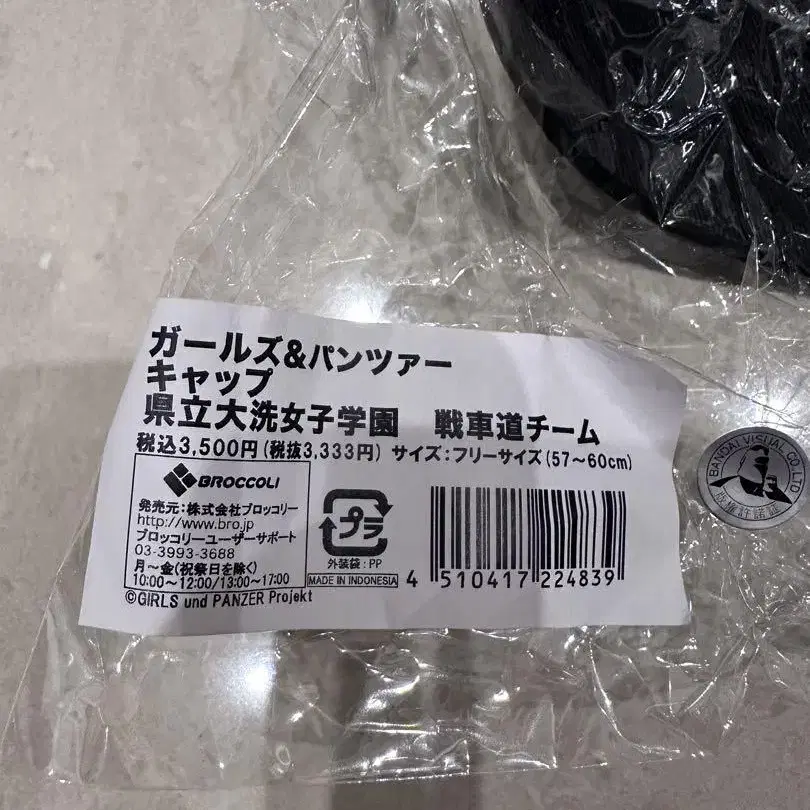 ガールズ&パンツァー
キャップ
県立大洗女子学園　戦車道チーム
税込3,500円(税抜3,333円) サイズ:フリーサイズ(57～60cm)
BROCCOLI
発売元:株式会社ブロッコリー
http://www.bro.jp
ブロッコリーユーザーサポート
03-3993-3688
月～金(祝祭日を除く)
10:00～12:00/13:00～17:00
プラ
外装袋:PP
MADE IN INDONESIA
4 510417 224839
©GIRLS und PANZER Projekt
BANDAI VISUAL CO.,LTD